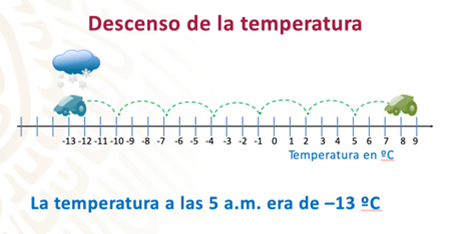 Descenso de la temperatura
-13 -12 -11 -10 -9 -8 -7 -6 -5 -4 -3 -2 -1 0 1 2 3 4 5 6 7 8 9
Temperatura en ºC
La temperatura a las 5 a.m. era de –13 ºC